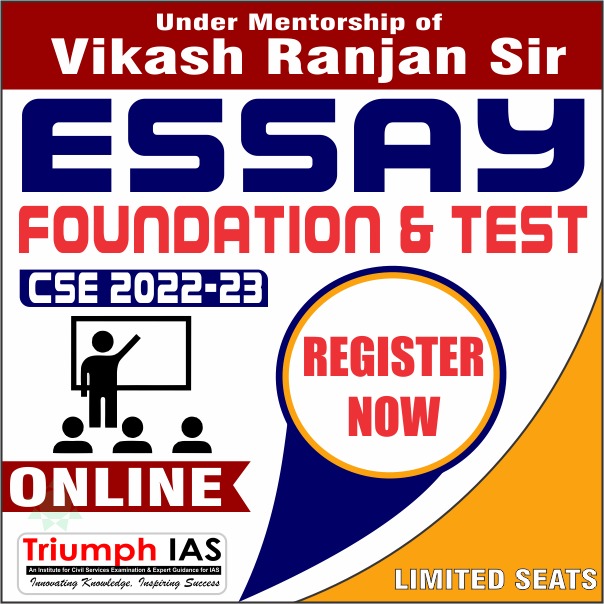 Under Mentorship of
Vikash Ranjan Sir
ESSAY
FOUNDATION & TEST
CSE 2022-23
REGISTER
NOW
ONLINE
Triumph IAS
An Institute for Civil Services Examination & Expert Guidance for IAS
Innovating Knowledge, Inspiring Success
LIMITED SEATS